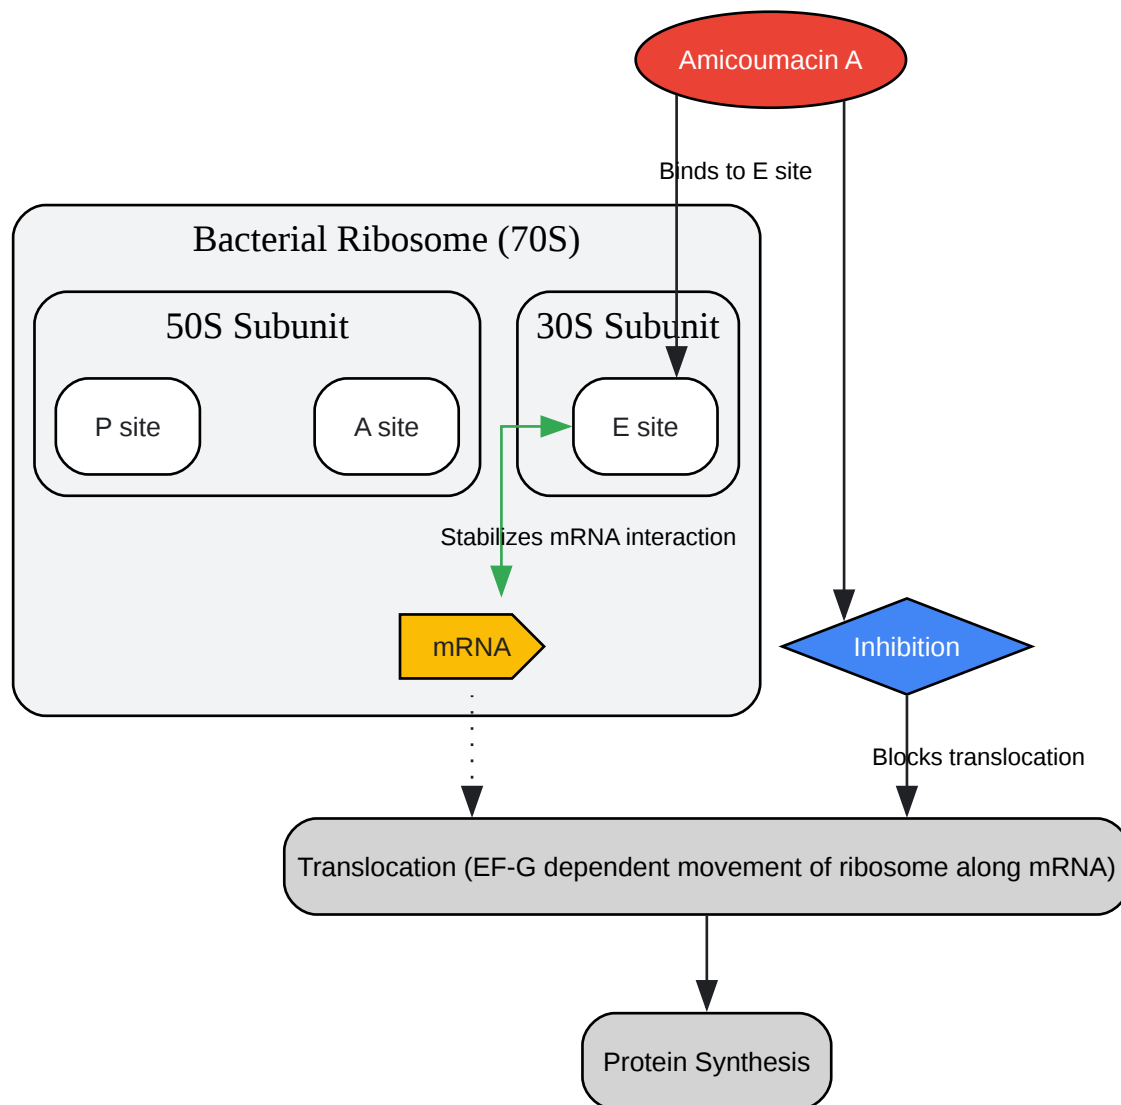 Amicoumacin A
Binds to E site
Bacterial Ribosome (70S)
50S Subunit
30S Subunit
P site
A site
E site
Stabilizes mRNA interaction
mRNA
Inhibition
Blocks translocation
Translocation (EF-G dependent movement of ribosome along mRNA)
Protein Synthesis